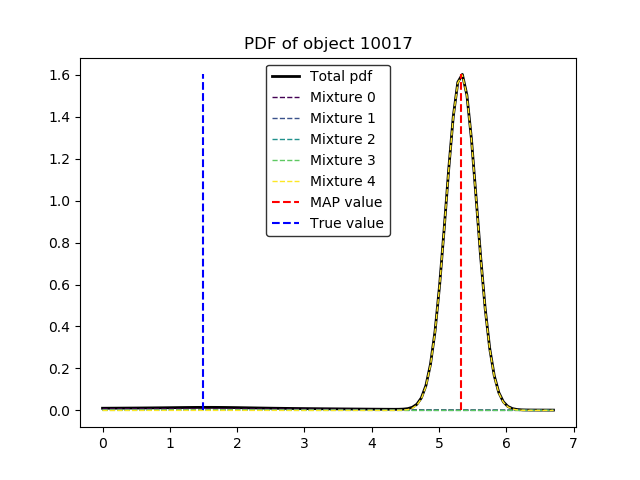 PDF of object 10017
Total pdf
Mixture 0
Mixture 1
Mixture 2
Mixture 3
Mixture 4
MAP value
True value
1.6
1.4
1.2
1.0
0.8
0.6
0.4
0.2
0.0
0 1 2 3 4 5 6 7